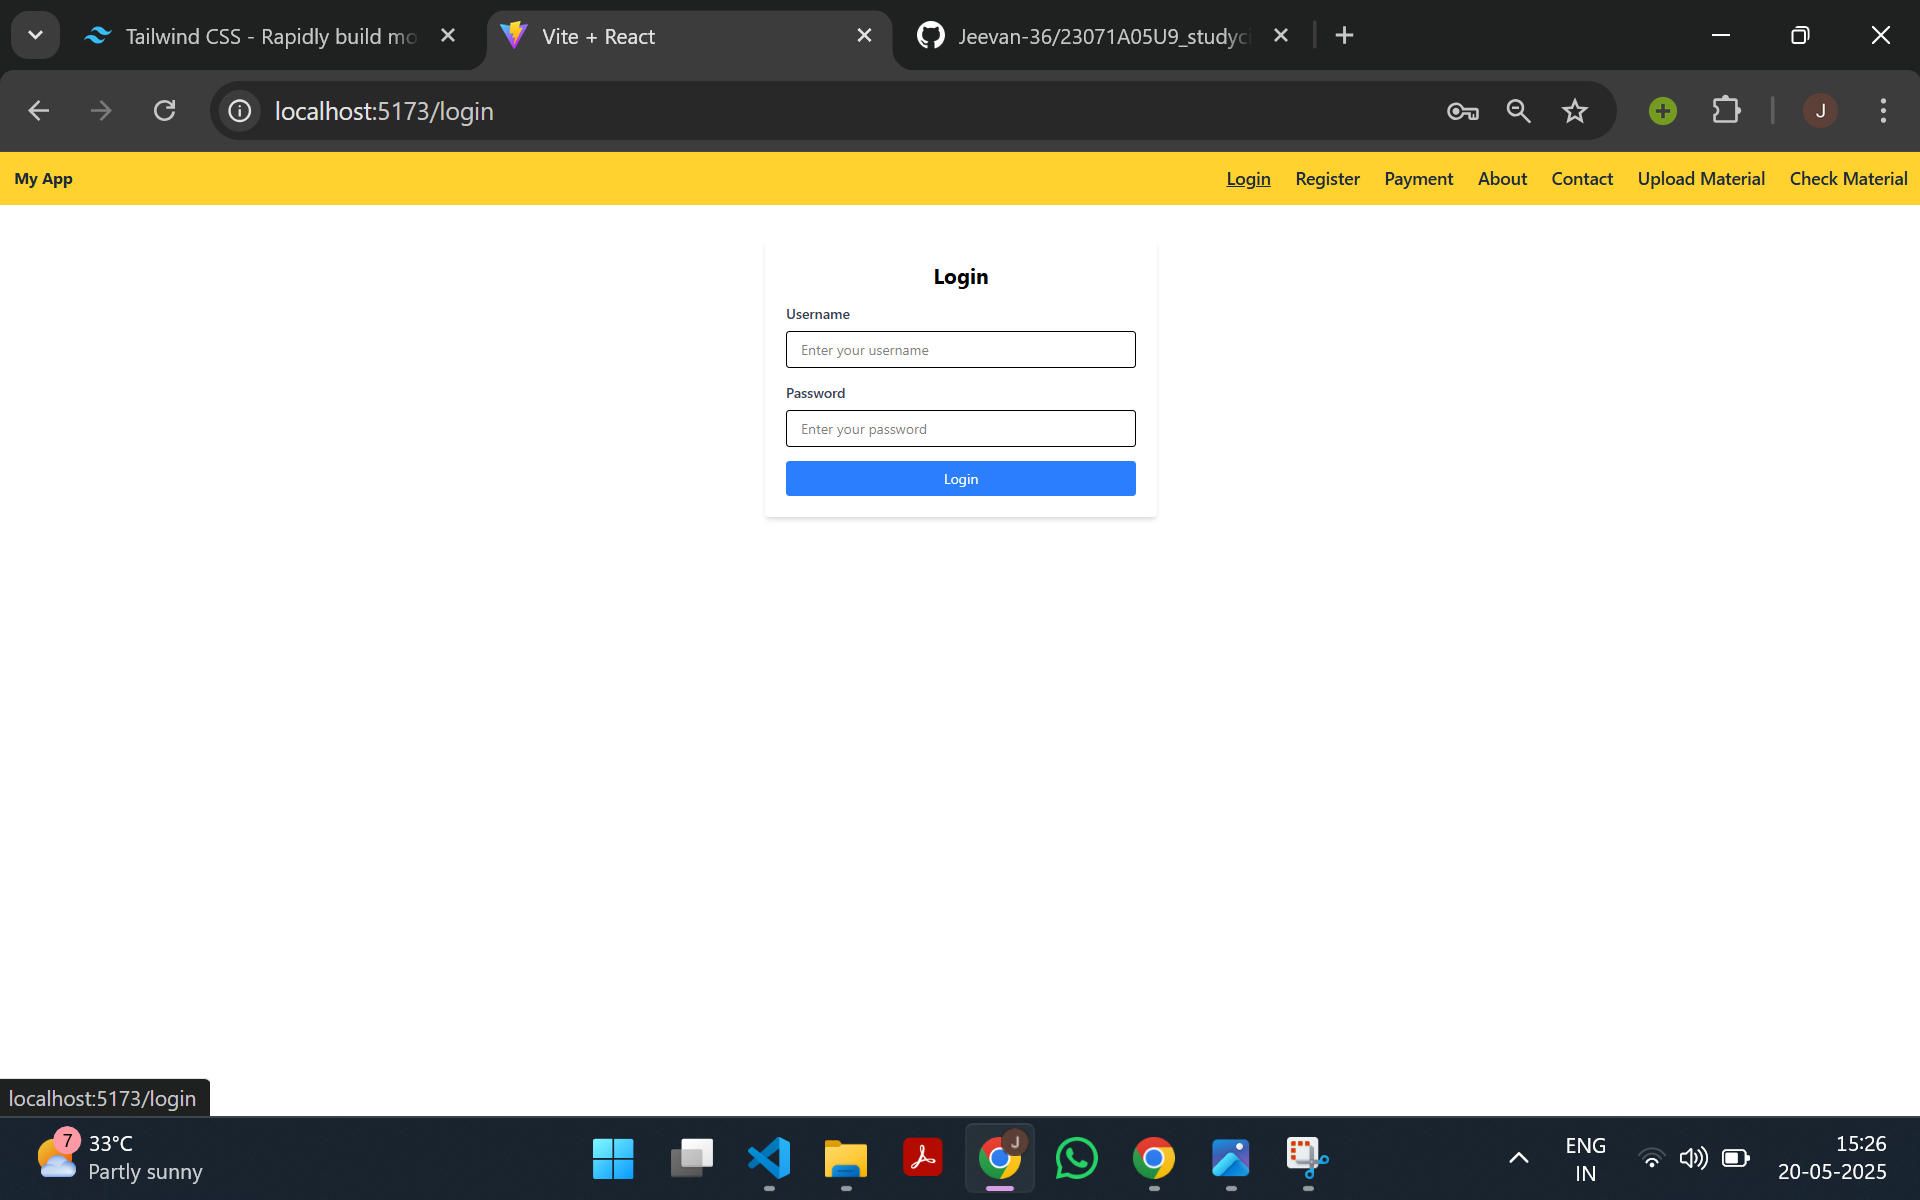 Tailwind CSS - Rapidly build mo
Vite + React
Jeevan-36/23071A05U9_studyci
localhost:5173/login
J
My App
Login Register Payment About Contact Upload Material Check Material
Login
Username
Enter your username
Password
Enter your password
Login
localhost:5173/login
7
33°C
Partly sunny
J
ENG
IN
15:26
20-05-2025